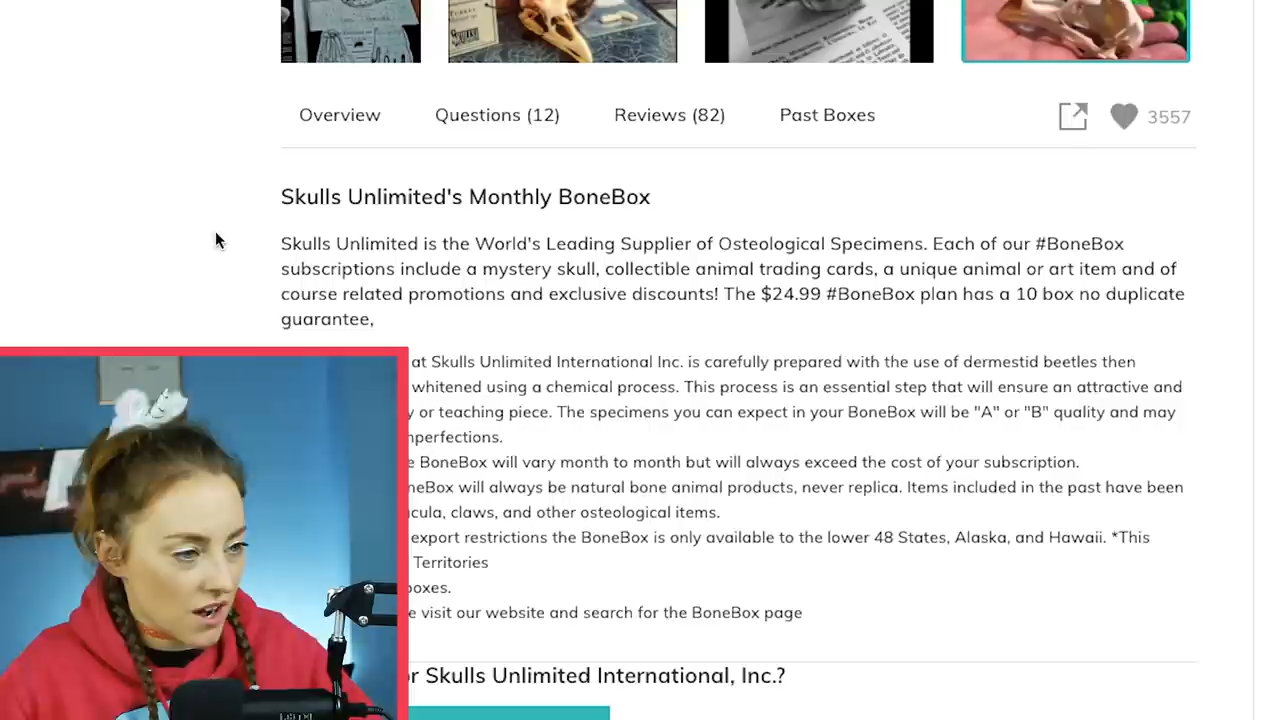 Overview Questions (12) Reviews (82) Past Boxes 3557
Skulls Unlimited's Monthly BoneBox
Skulls Unlimited is the World's Leading Supplier of Osteological Specimens. Each of our #BoneBox
subscriptions include a mystery skull, collectible animal trading cards, a unique animal or art item and of
course related promotions and exclusive discounts! The $24.99 #BoneBox plan has a 10 box no duplicate
guarantee,
at Skulls Unlimited International Inc. is carefully prepared with the use of dermestid beetles then
whitened using a chemical process. This process is an essential step that will ensure an attractive and
or teaching piece. The specimens you can expect in your BoneBox will be "A" or "B" quality and may
BoneBox will vary month to month but will always exceed the cost of your subscription.
will always be natural bone animal products, never replica. Items included in the past have been
claws, and other osteological items.
export restrictions the BoneBox is only available to the lower 48 States, Alaska, and Hawaii. *This
Territories
visit our website and search for the BoneBox page
Skulls Unlimited International, Inc.?